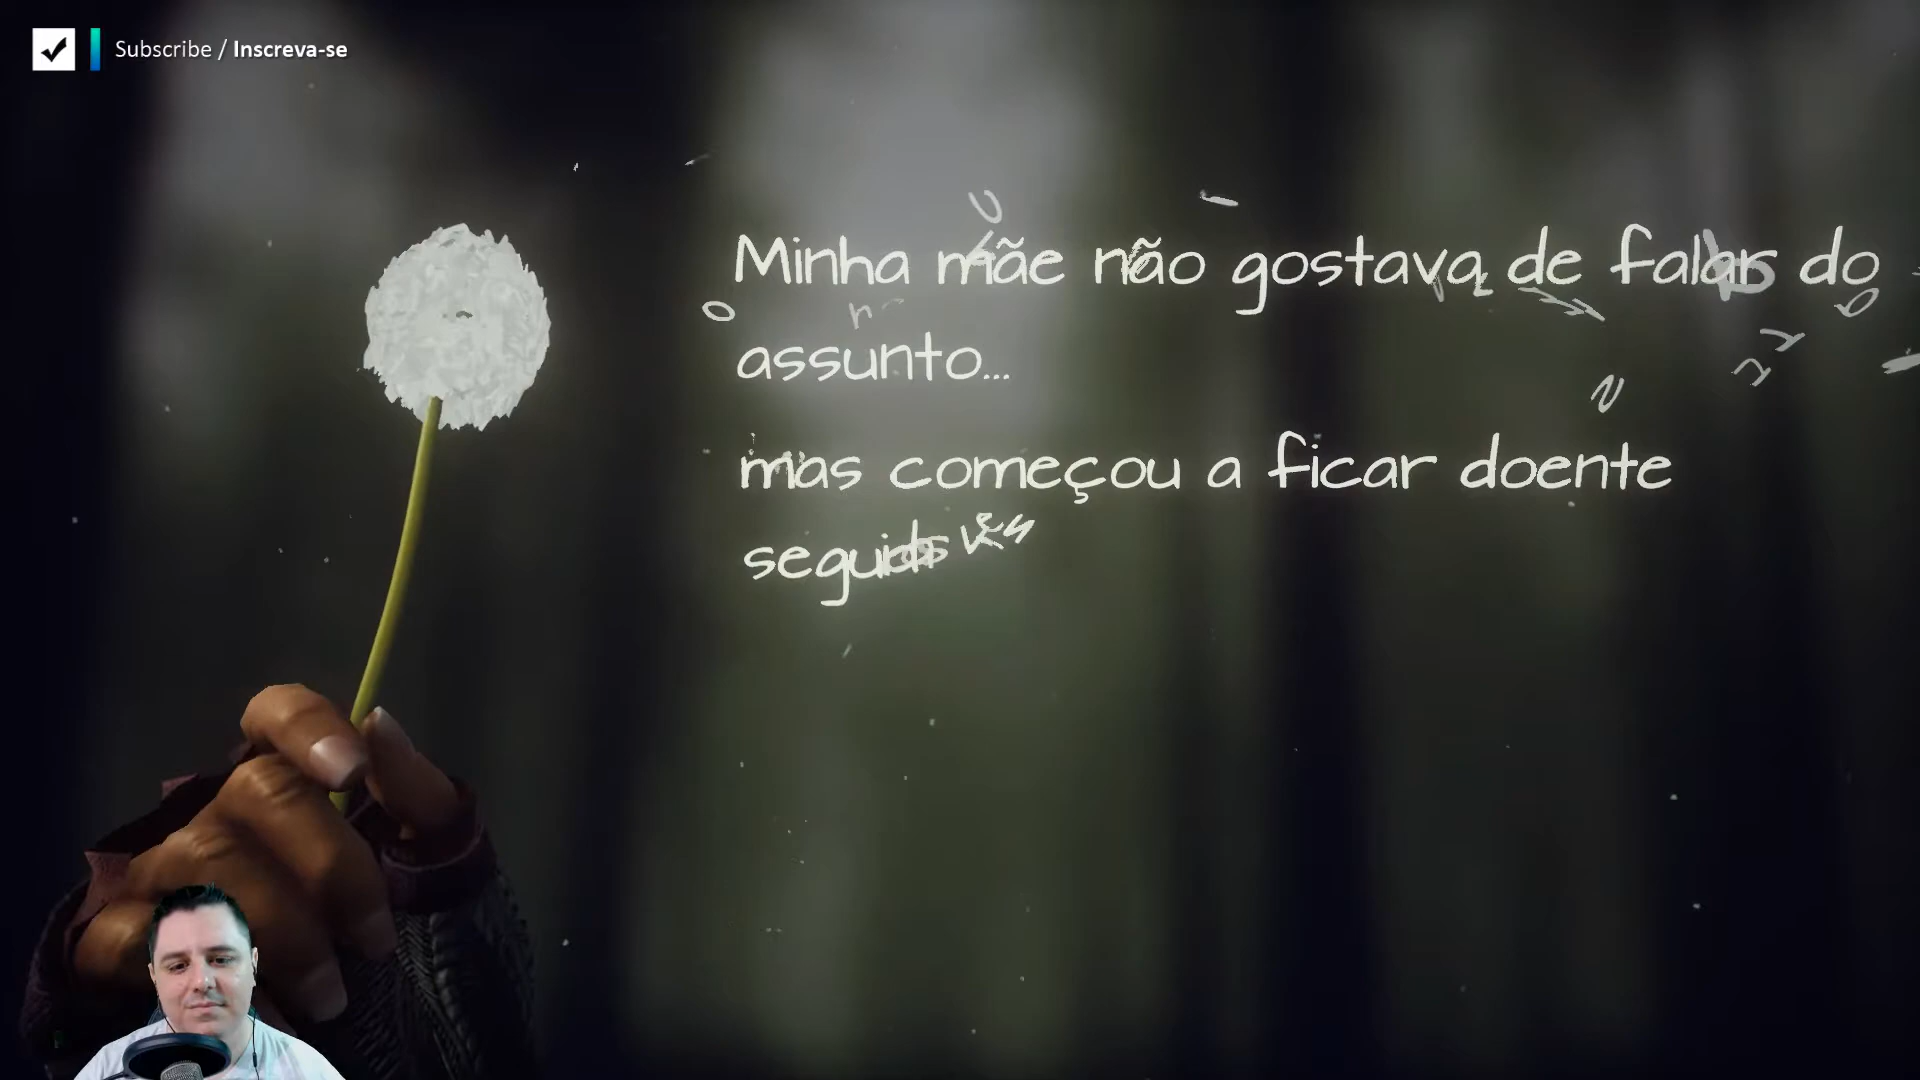 Subscribe / Inscreva-se
Minha mãe não gostava de falar do
assunto...
mas começou a ficar doente